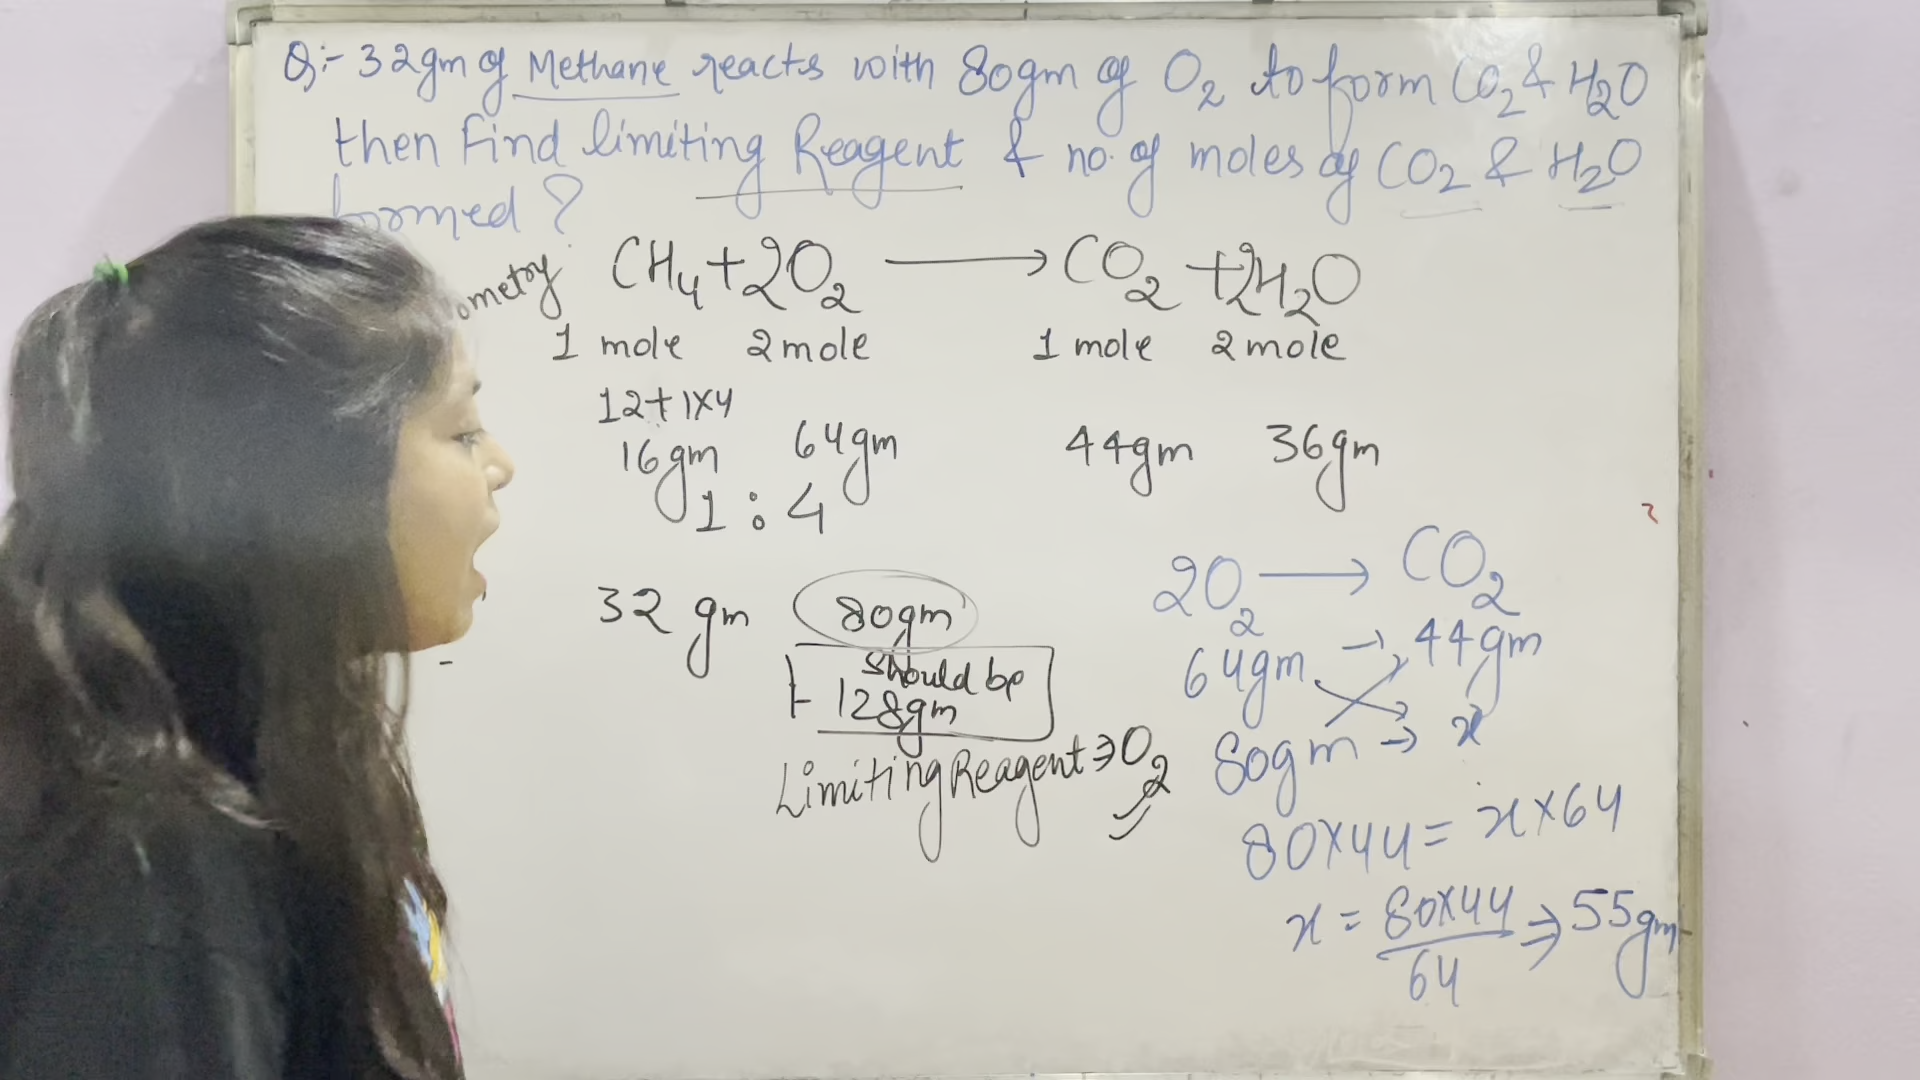 Q:- 32gm of Methane reacts with 80gm of O2 to form CO2 & H2O
then Find limiting Reagent & no. of moles of CO2 & H2O
formed?
ometry CH4 + 2O2 → CO2 + 2H2O
1 mole 2 mole 1 mole 2 mole
12+1×4
16gm 64gm 44gm 36gm
1 : 4
32 gm 80gm
should be
128gm
Limiting Reagent ⇒ O2
2O2 → CO2
64gm → 44gm
80gm → x
80×44 = x×64
x = 80×44 ⇒ 55gm
64